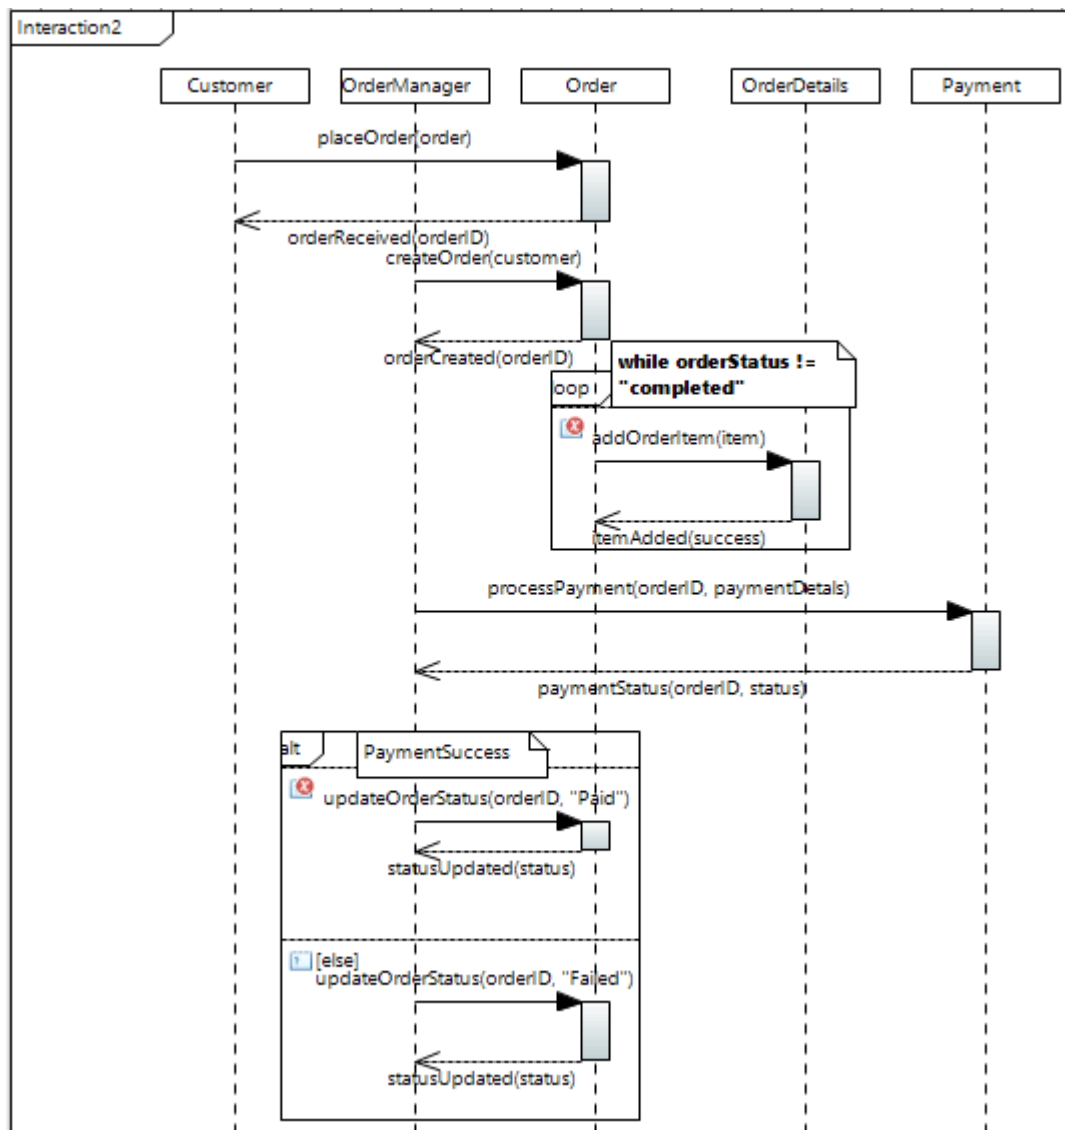 Interaction2
Customer
OrderManager
Order
OrderDetails
Payment
placeOrder(order)
orderReceived(orderID)
createOrder(customer)
orderCreated(orderID)
while orderStatus !=
"completed"
loop
addOrderItem(item)
itemAdded(success)
processPayment(orderID, paymentDetals)
paymentStatus(orderID, status)
alt
PaymentSuccess
updateOrderStatus(orderID, "Paid")
statusUpdated(status)
[else]
updateOrderStatus(orderID, "Failed")
statusUpdated(status)